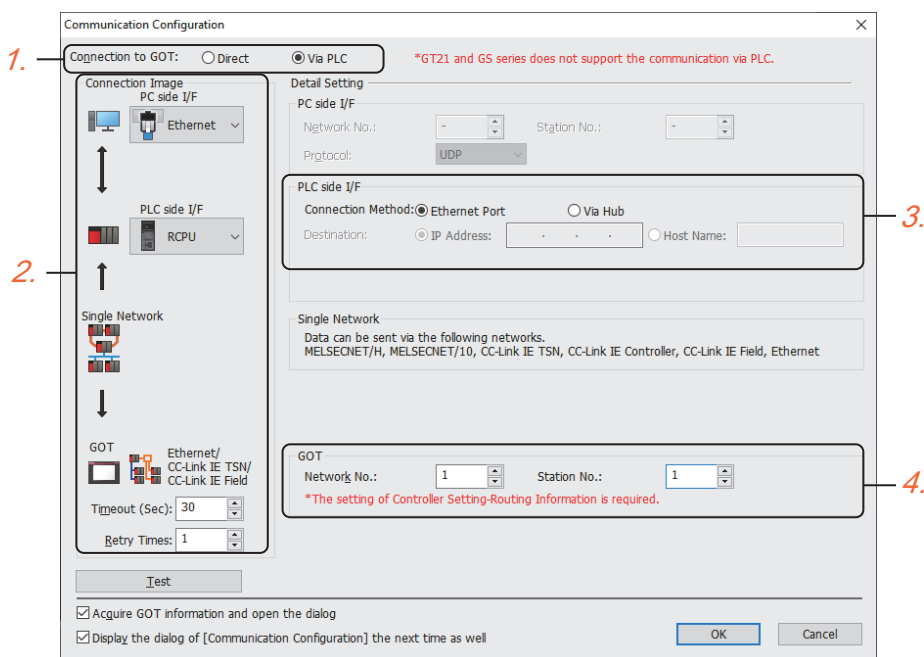 Communication Configuration
1. Connection to GOT: Direct Via PLC *GT21 and GS series does not support the communication via PLC.
Connection Image
PC side I/F
Ethernet
PLC side I/F
RCPU
2.
Single Network
GOT
Ethernet/
CC-Link IE TSN/
CC-Link IE Field
Timeout (Sec): 30
Retry Times: 1
Test
Detail Setting
PC side I/F
Network No.: - Station No.: -
Protocol: UDP
PLC side I/F
Connection Method: Ethernet Port Via Hub
3.
Destination: IP Address: . . . Host Name:
Single Network
Data can be sent via the following networks.
MELSECNET/H, MELSECNET/10, CC-Link IE TSN, CC-Link IE Controller, CC-Link IE Field, Ethernet
GOT
Network No.: 1 Station No.: 1
4.
*The setting of Controller Setting-Routing Information is required.
Acquire GOT information and open the dialog
Display the dialog of [Communication Configuration] the next time as well
OK Cancel